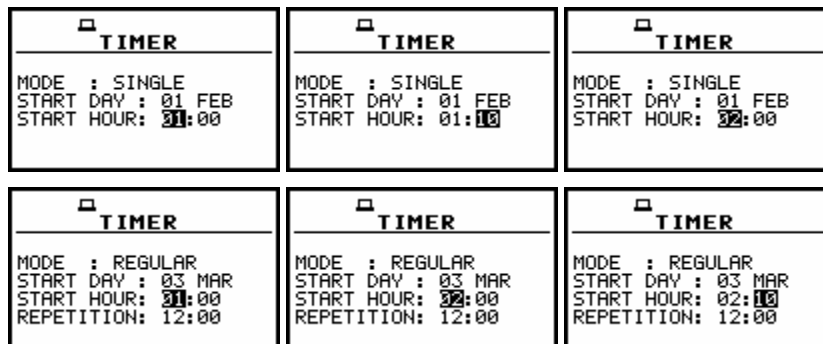 TIMER
MODE : SINGLE
START DAY : 01 FEB
START HOUR: 01:00
TIMER
MODE : SINGLE
START DAY : 01 FEB
START HOUR: 01:10
TIMER
MODE : SINGLE
START DAY : 01 FEB
START HOUR: 02:00
TIMER
MODE : REGULAR
START DAY : 03 MAR
START HOUR: 01:00
REPETITION: 12:00
TIMER
MODE : REGULAR
START DAY : 03 MAR
START HOUR: 02:00
REPETITION: 12:00
TIMER
MODE : REGULAR
START DAY : 03 MAR
START HOUR: 02:10
REPETITION: 12:00